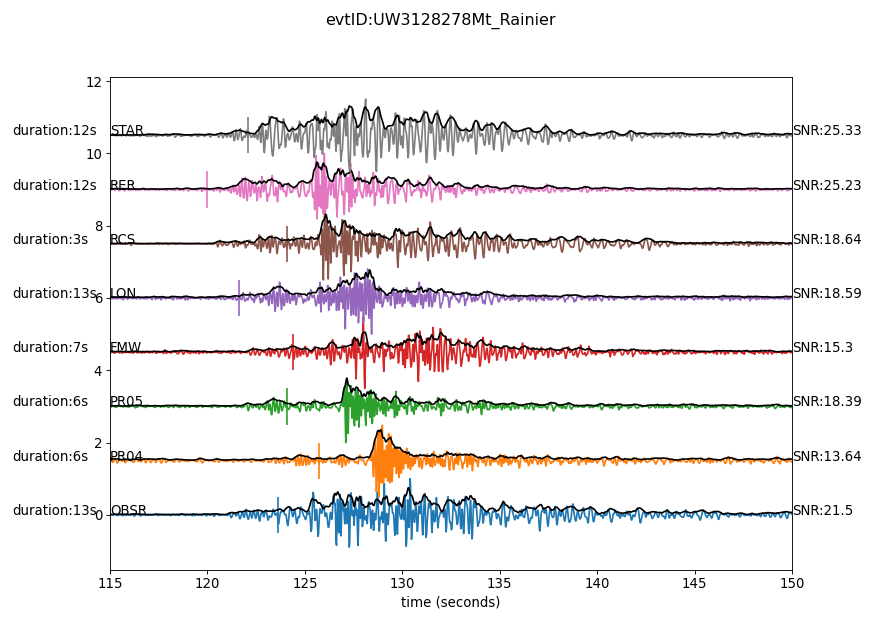 evtID:UW3128278Mt_Rainier
12
duration:12s STAR SNR:25.33
10
duration:12s RER SNR:25.23
8
duration:3s RCS SNR:18.64
duration:13s LON SNR:18.59
6
duration:7s FMW SNR:15.3
4
duration:6s PR05 SNR:18.39
2
duration:6s PR04 SNR:13.64
duration:13s OBSR SNR:21.5
0
115 120 125 130 135 140 145 150
time (seconds)